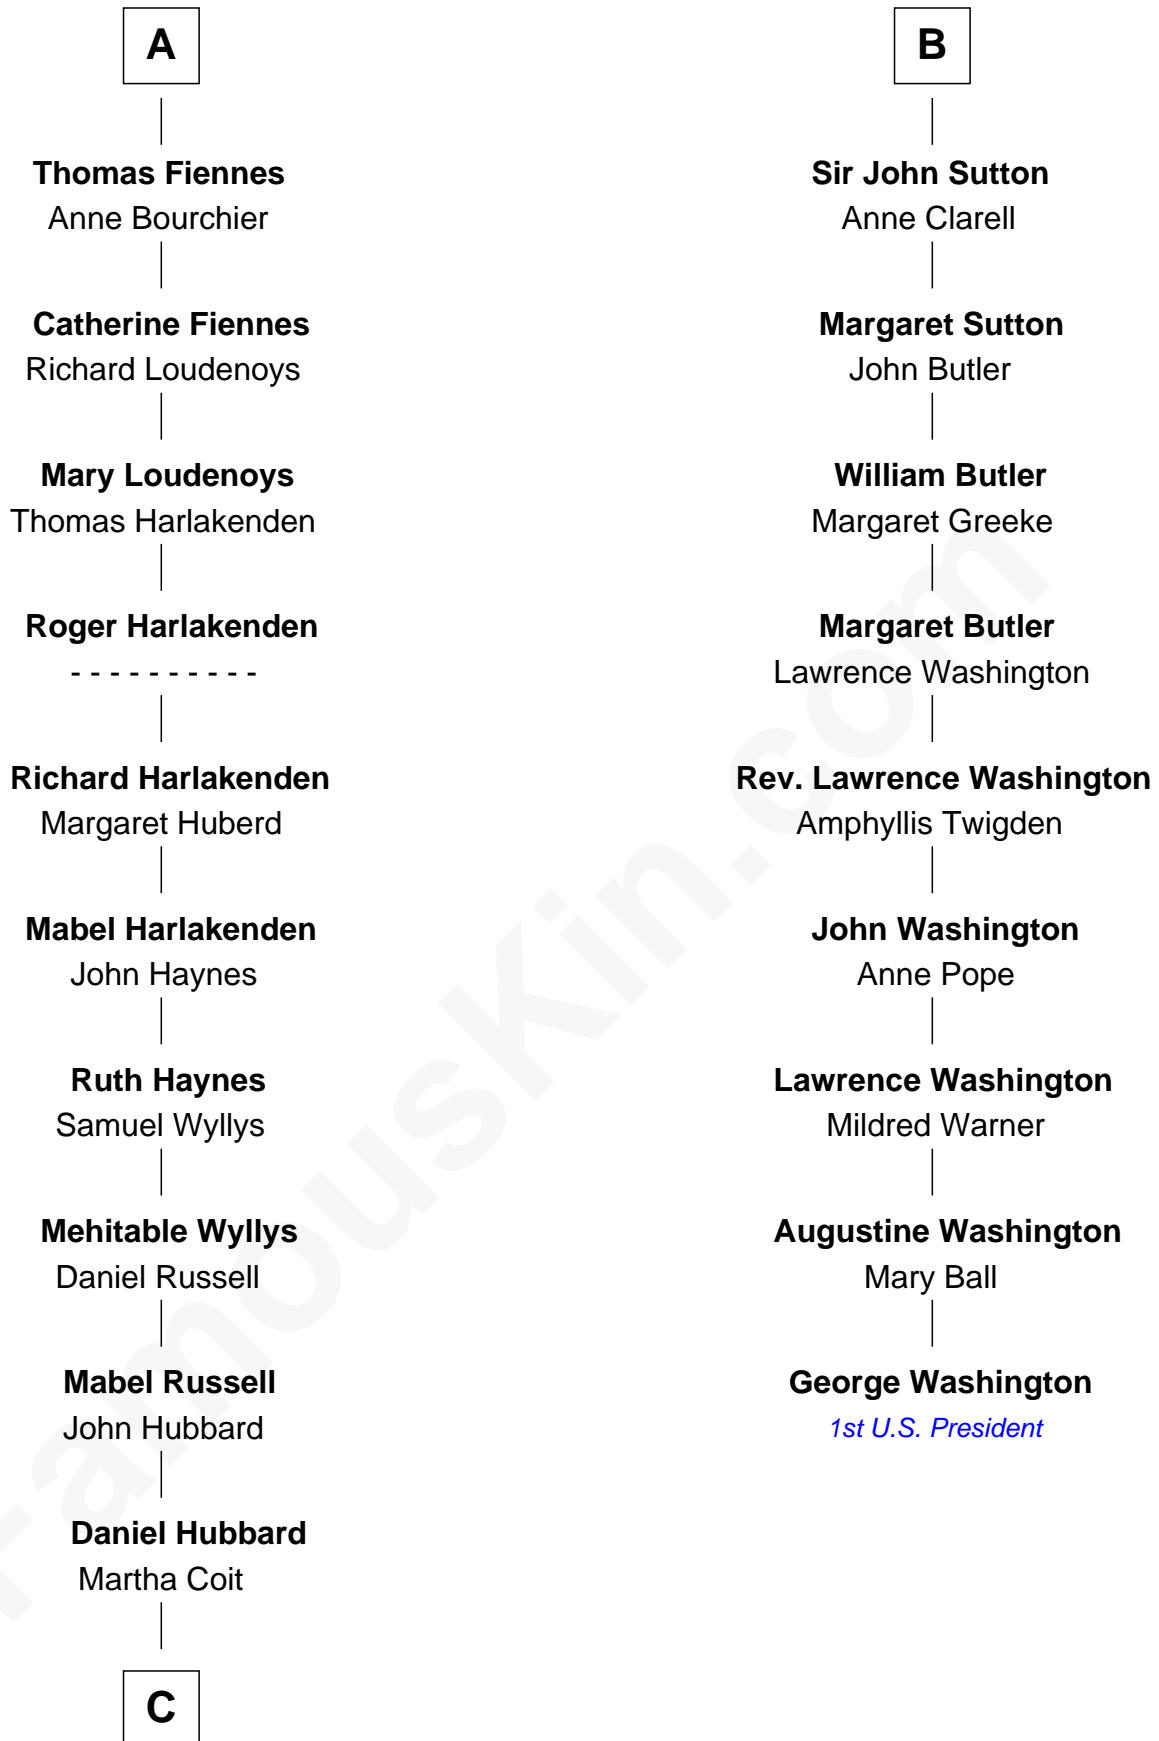 A
Thomas Fiennes
Anne Bourchier
Catherine Fiennes
Richard Loudenoys
Mary Loudenoys
Thomas Harlakenden
Roger Harlakenden
- - - - - - - - - -
Richard Harlakenden
Margaret Huberd
Mabel Harlakenden
John Haynes
Ruth Haynes
Samuel Wyllys
Mehitable Wyllys
Daniel Russell
Mabel Russell
John Hubbard
Daniel Hubbard
Martha Coit
C
B
Sir John Sutton
Anne Clarell
Margaret Sutton
John Butler
William Butler
Margaret Greeke
Margaret Butler
Lawrence Washington
Rev. Lawrence Washington
Amphyllis Twigden
John Washington
Anne Pope
Lawrence Washington
Mildred Warner
Augustine Washington
Mary Ball
George Washington
1st U.S. President
FamousKin.com